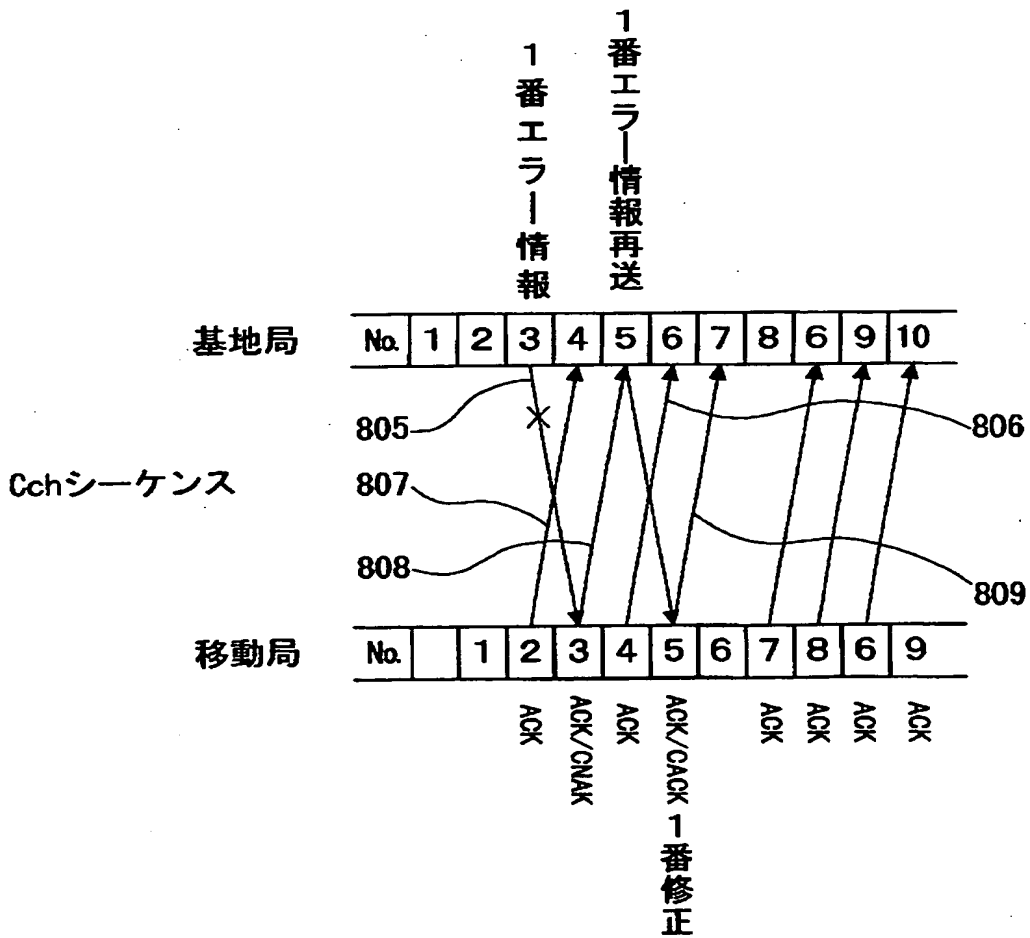 1番エラー情報
1番エラー情報再送
基地局 No. 1 2 3 4 5 6 7 8 6 9 10
805
806
Cchシーケンス
807
808
809
移動局 No. 1 2 3 4 5 6 7 8 6 9
ACK
ACK/CNAK
ACK
ACK/CACK
1番修正
ACK
ACK
ACK
ACK